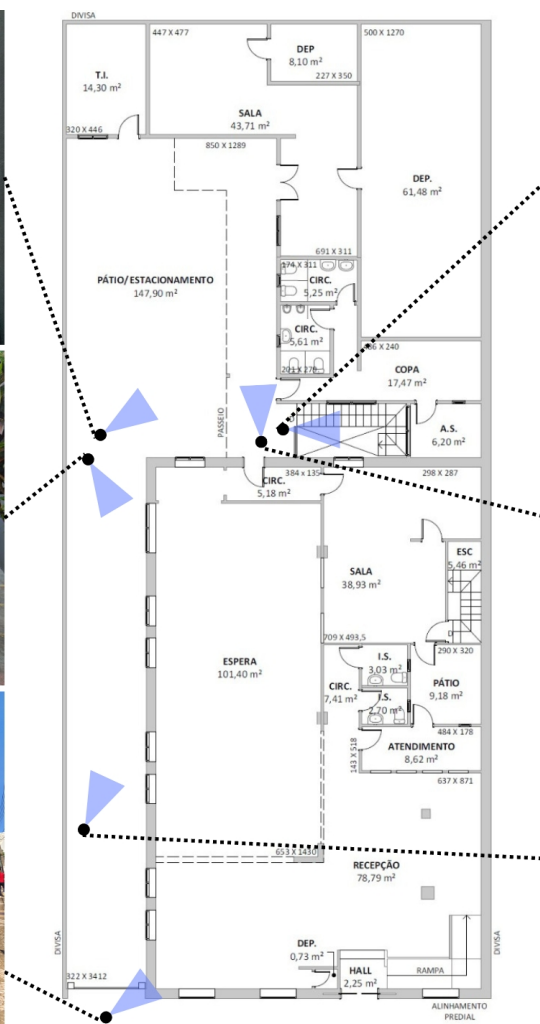 DIVISA
447 X 477
DEP
8,10 m²
227 X 350
500 X 1270
T.I.
14,30 m²
SALA
43,71 m²
320 X 446
850 X 1289
DEP.
61,48 m²
691 X 311
174 X 311
CIRC.
5,25 m²
PÁTIO/ESTACIONAMENTO
147,90 m²
CIRC.
5,61 m²
X 240
COPA
17,47 m²
PASSEIO
A.S.
6,20 m²
384 X 135
CIRC.
5,18 m²
298 X 287
ESC
5,46 m²
SALA
38,93 m²
709 X 493,5
290 X 320
ESPERA
101,40 m²
I.S.
3,03 m²
CIRC.
7,41 m²
I.S.
2,70 m²
PÁTIO
9,18 m²
484 X 178
ATENDIMENTO
8,62 m²
143 X 518
637 X 871
653 X 1430
RECEPÇÃO
78,79 m²
DIVISA
DIVISA
DEP.
0,73 m²
HALL
2,25 m²
RAMPA
322 X 3412
ALINHAMENTO
PREDIAL